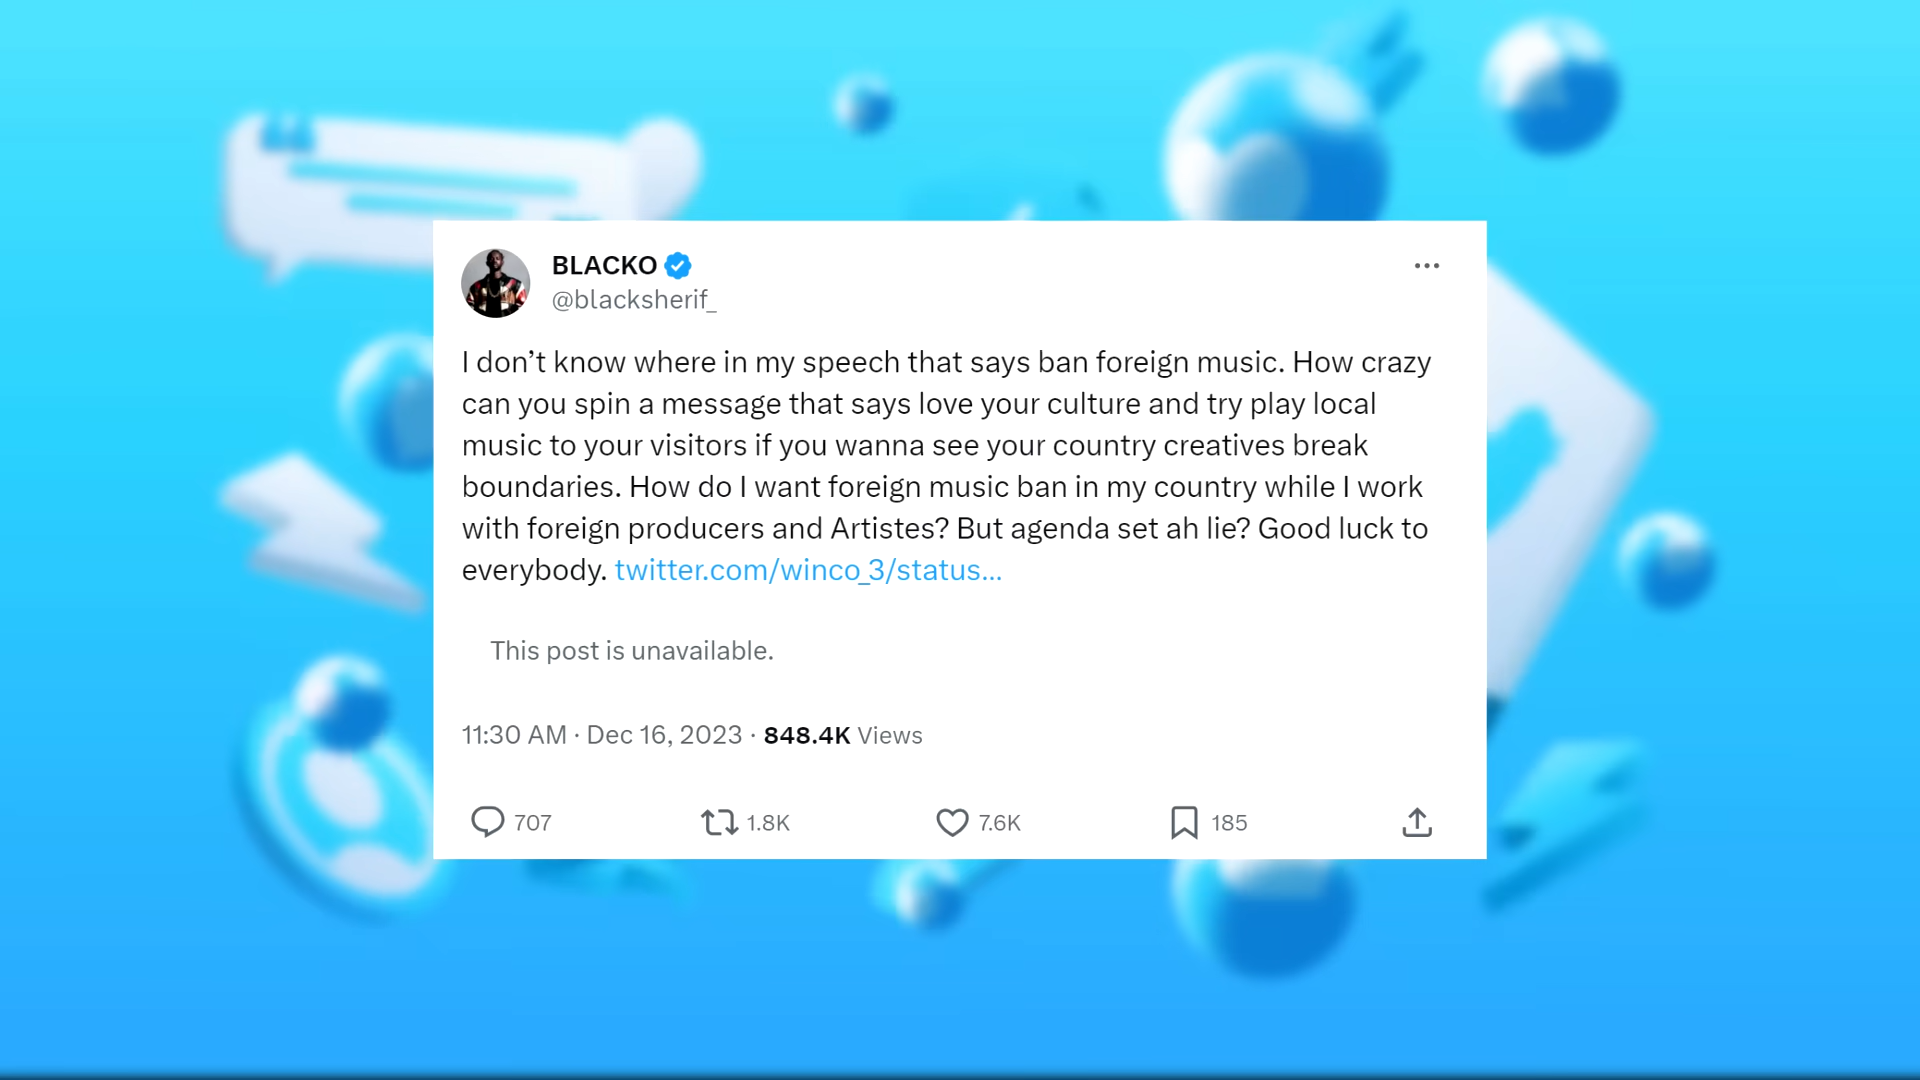 BLACKO
@blacksherif_
I don’t know where in my speech that says ban foreign music. How crazy
can you spin a message that says love your culture and try play local
music to your visitors if you wanna see your country creatives break
boundaries. How do I want foreign music ban in my country while I work
with foreign producers and Artistes? But agenda set ah lie? Good luck to
everybody. twitter.com/winco_3/status...
This post is unavailable.
11:30 AM · Dec 16, 2023 · 848.4K Views
707 1.8K 7.6K 185